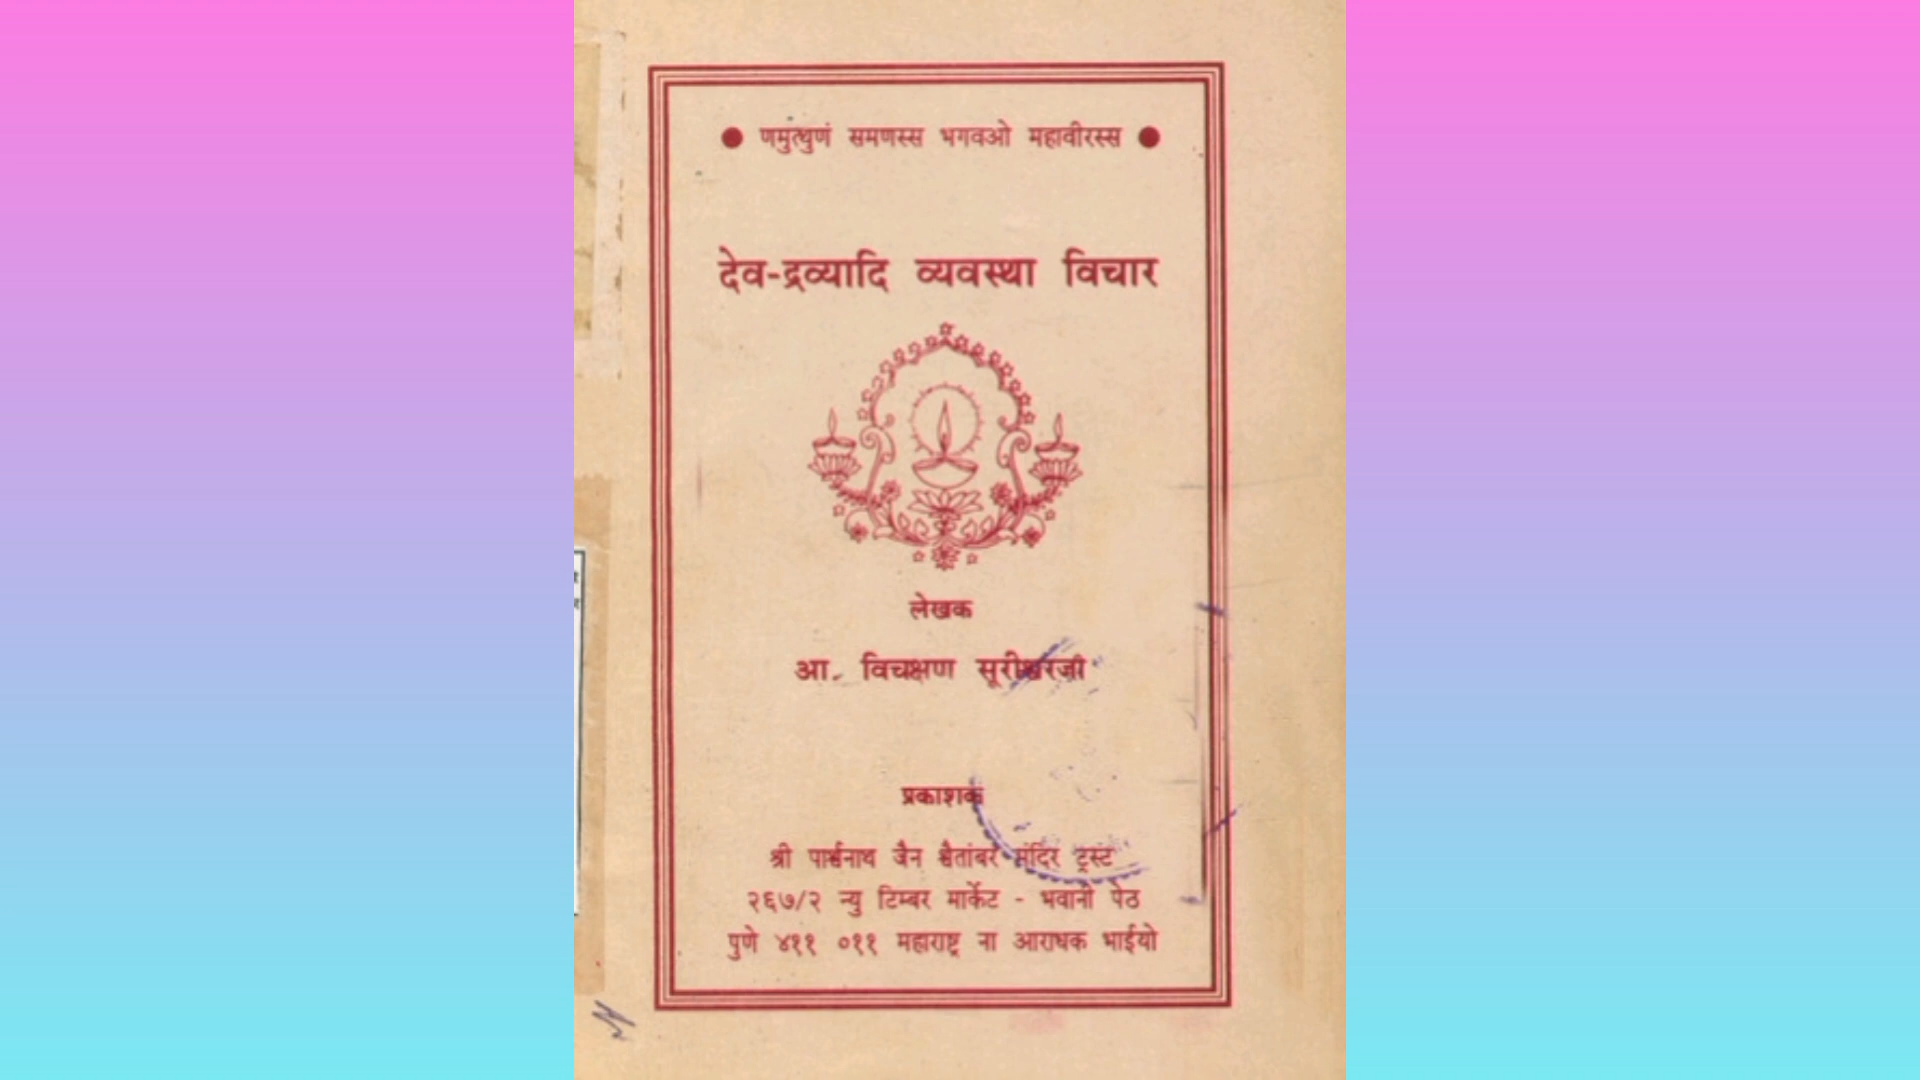 ● णमुत्थुणं समणस्स भगवओ महावीरस्स ●
देव-द्रव्यादि व्यवस्था विचार
लेखक
आ. विचक्षण सूरीश्वरजी
प्रकाशक
श्री पार्श्वनाथ जैन श्वैतांबर मंदिर ट्रस्ट
२६७/२ न्यु टिम्बर मार्केट - भवानी पेठ
पुणे ४११ ०११ महाराष्ट्र ना आराधक भाईयो